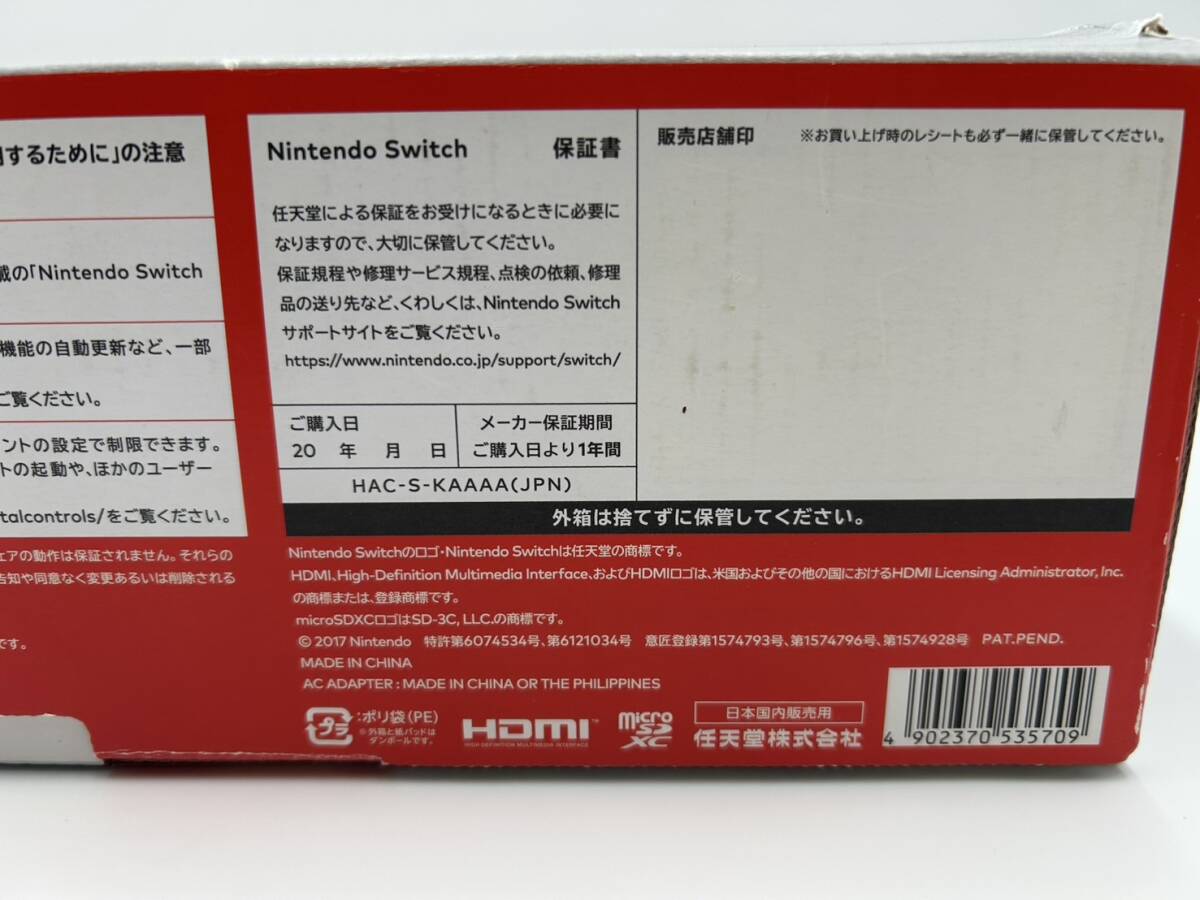 用するために」の注意
載の「Nintendo Switch
機能の自動更新など、一部
ご覧ください。
ントの設定で制限できます。
トの起動や、ほかのユーザー
talcontrols/をご覧ください。
ェアの動作は保証されません。それらの
告知や同意なく変更あるいは削除される
です。
Nintendo Switch 保証書
任天堂による保証をお受けになるときに必要に
なりますので、大切に保管してください。
保証規程や修理サービス規程、点検の依頼、修理
品の送り先など、くわしくは、Nintendo Switch
サポートサイトをご覧ください。
https://www.nintendo.co.jp/support/switch/
ご購入日
20 年 月 日
メーカー保証期間
ご購入日より1年間
HAC-S-KAAAA(JPN)
販売店舗印 ※お買い上げ時のレシートも必ず一緒に保管してください。
外箱は捨てずに保管してください。
Nintendo Switchのロゴ・Nintendo Switchは任天堂の商標です。
HDMI、High-Definition Multimedia Interface、およびHDMIロゴは、米国およびその他の国におけるHDMI Licensing Administrator, Inc.
の商標または、登録商標です。
microSDXCロゴはSD-3C, LLC.の商標です。
© 2017 Nintendo 特許第6074534号、第6121034号 意匠登録第1574793号、第1574796号、第1574928号 PAT.PEND.
MADE IN CHINA
AC ADAPTER : MADE IN CHINA OR THE PHILIPPINES
プラ :ポリ袋(PE)
※外箱と紙パッドは
ダンボールです。
HDMI™
HIGH-DEFINITION MULTIMEDIA INTERFACE
micro
SD
XC
日本国内販売用
任天堂株式会社
4 902370 535709